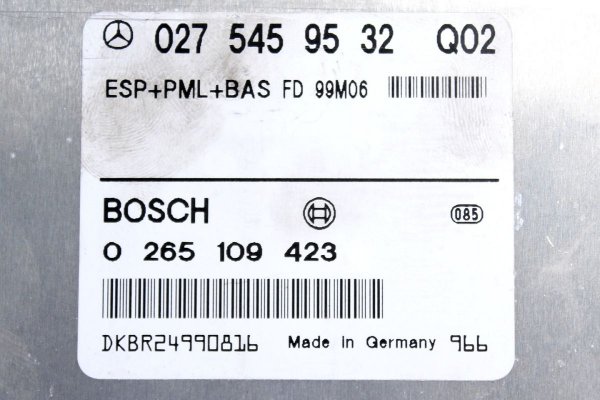 027 545 95 32 Q02
ESP+PML+BAS FD 99M06
BOSCH 085
0 265 109 423
DKBR24990816 Made in Germany 966